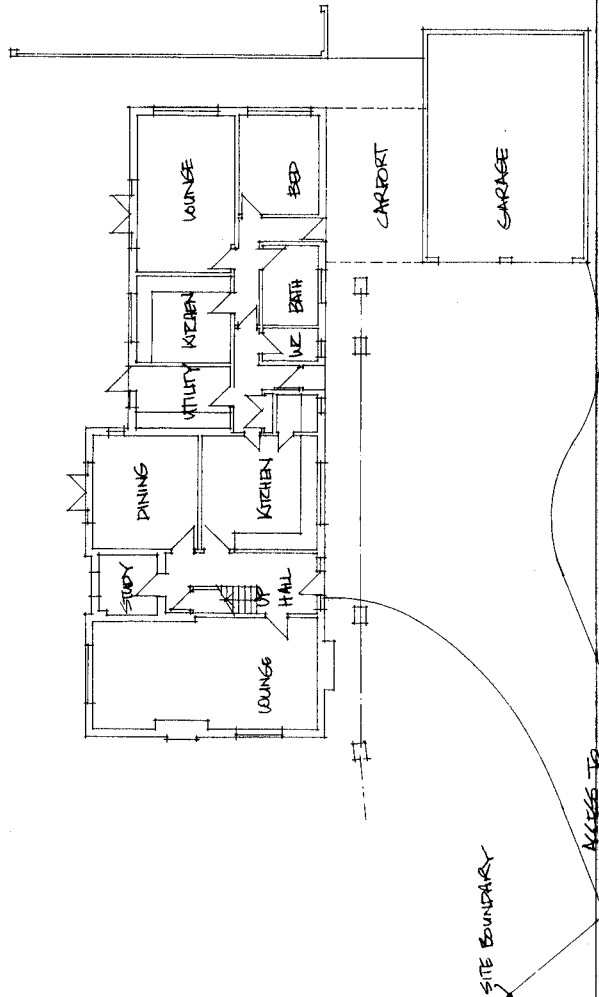 STUDY
DINING
UTILITY
KITCHEN
LOUNGE
LOUNGE
UP
HALL
KITCHEN
WC
BATH
BED
CARPORT
GARAGE
SITE BOUNDARY
ACCESS TO